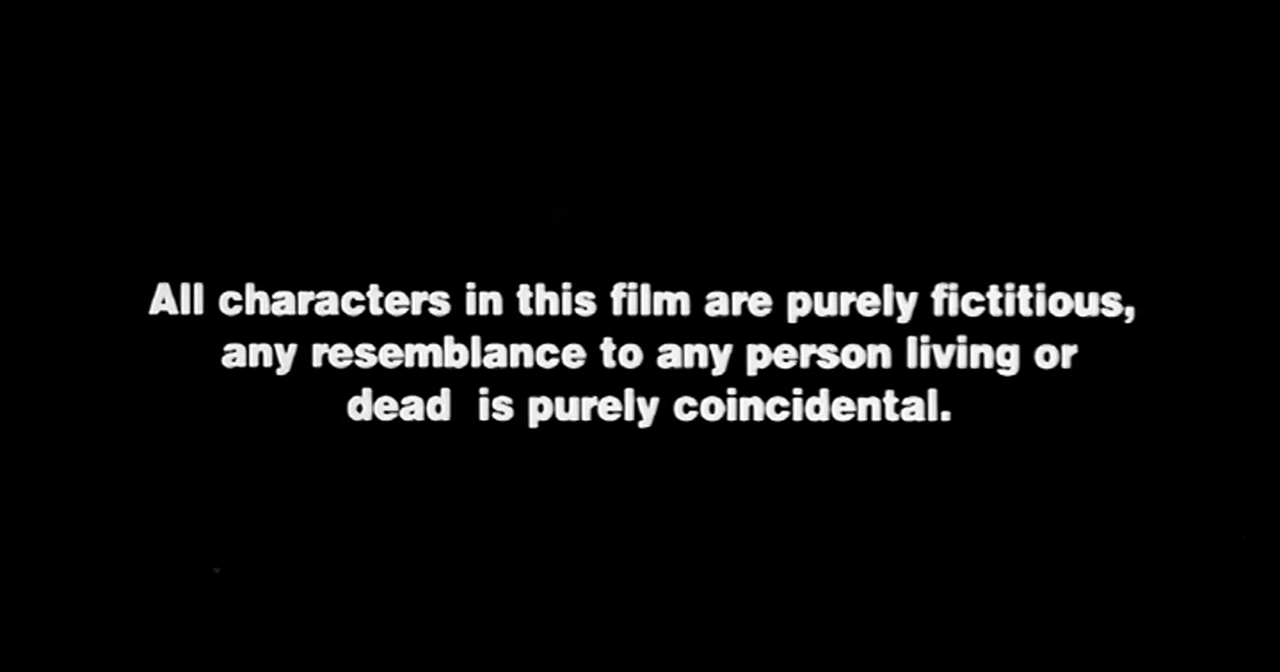 All characters in this film are purely fictitious,
any resemblance to any person living or
dead  is purely coincidental.